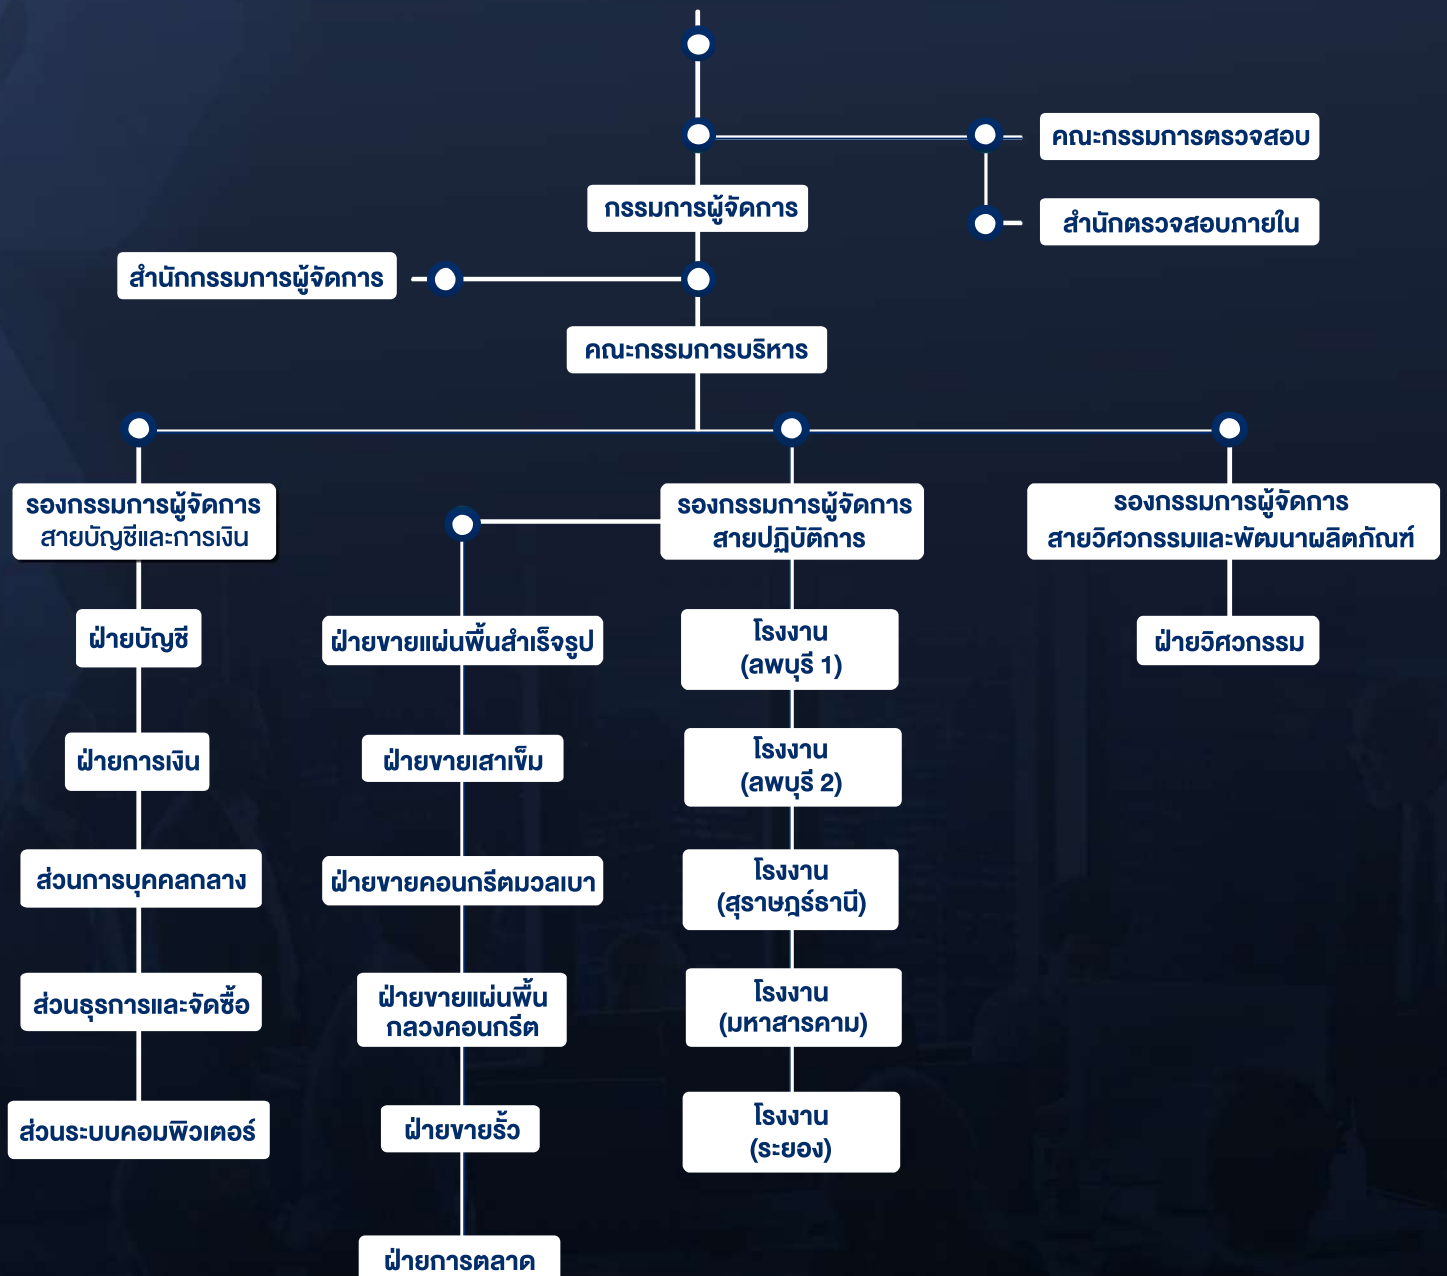 คณะกรรมการตรวจสอบ
กรรมการผู้จัดการ
สำนักตรวจสอบภายใน
สำนักกรรมการผู้จัดการ
คณะกรรมการบริหาร
รองกรรมการผู้จัดการ
สายบัญชีและการเงิน
รองกรรมการผู้จัดการ
สายปฏิบัติการ
รองกรรมการผู้จัดการ
สายวิศวกรรมและพัฒนาผลิตภัณฑ์
ฝ่ายบัญชี
ฝ่ายการเงิน
ส่วนการบุคคลกลาง
ส่วนธุรการและจัดซื้อ
ส่วนระบบคอมพิวเตอร์
ฝ่ายขายแผ่นพื้นสำเร็จรูป
ฝ่ายขายเสาเข็ม
ฝ่ายขายคอนกรีตมวลเบา
ฝ่ายขายแผ่นพื้น
กลวงคอนกรีต
ฝ่ายขายรั้ว
ฝ่ายการตลาด
โรงงาน
(ลพบุรี 1)
โรงงาน
(ลพบุรี 2)
โรงงาน
(สุราษฎร์ธานี)
โรงงาน
(มหาสารคาม)
โรงงาน
(ระยอง)
ฝ่ายวิศวกรรม